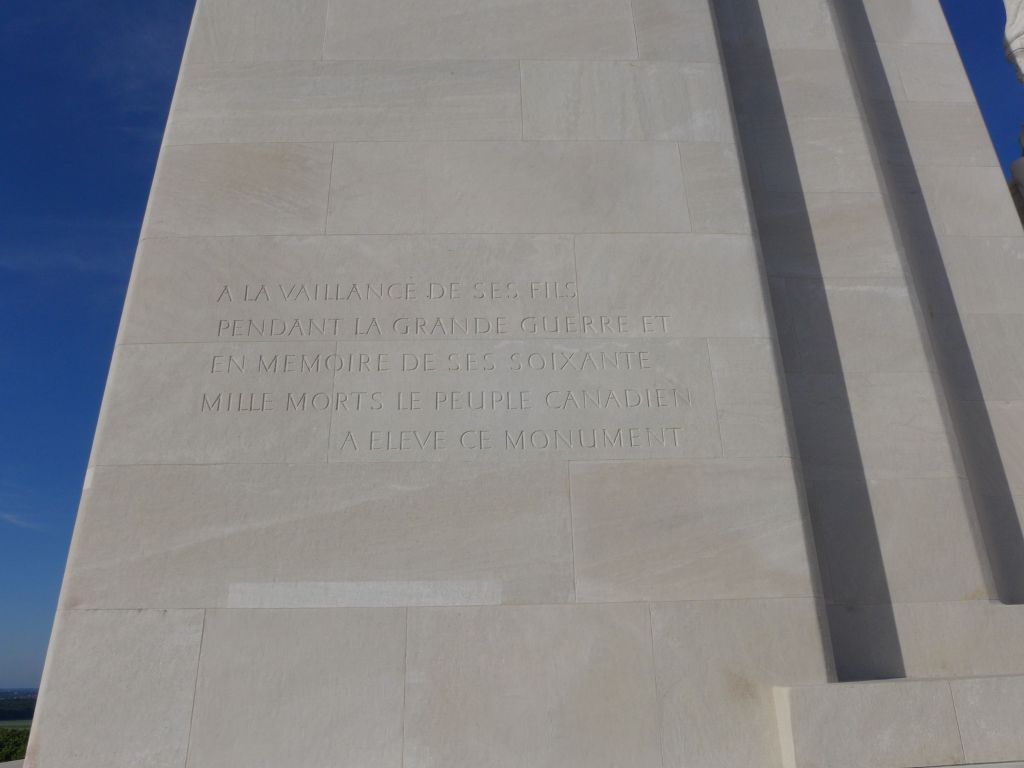 A LA VAILLANCE DE SES FILS
PENDANT LA GRANDE GUERRE ET
EN MEMOIRE DE SES SOIXANTE
MILLE MORTS LE PEUPLE CANADIEN
A ELEVE CE MONUMENT